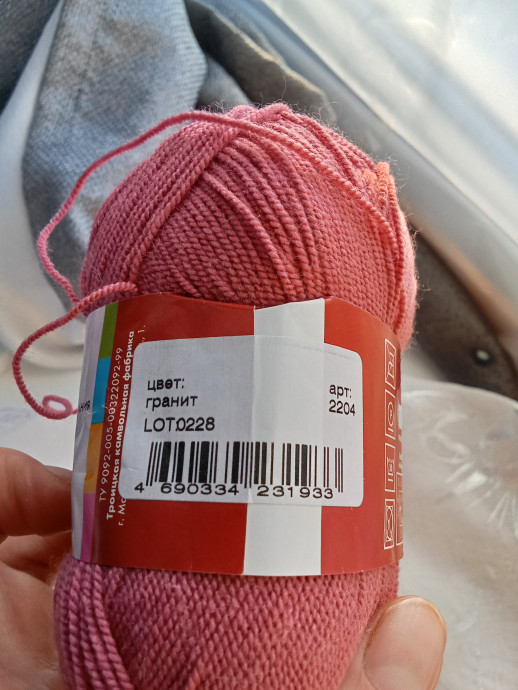 цвет:
гранит
LOT:0228
арт:
2204
4 690334 231933
ТУ 9092-005-00322092-99
Троицкая камвольная фабрика